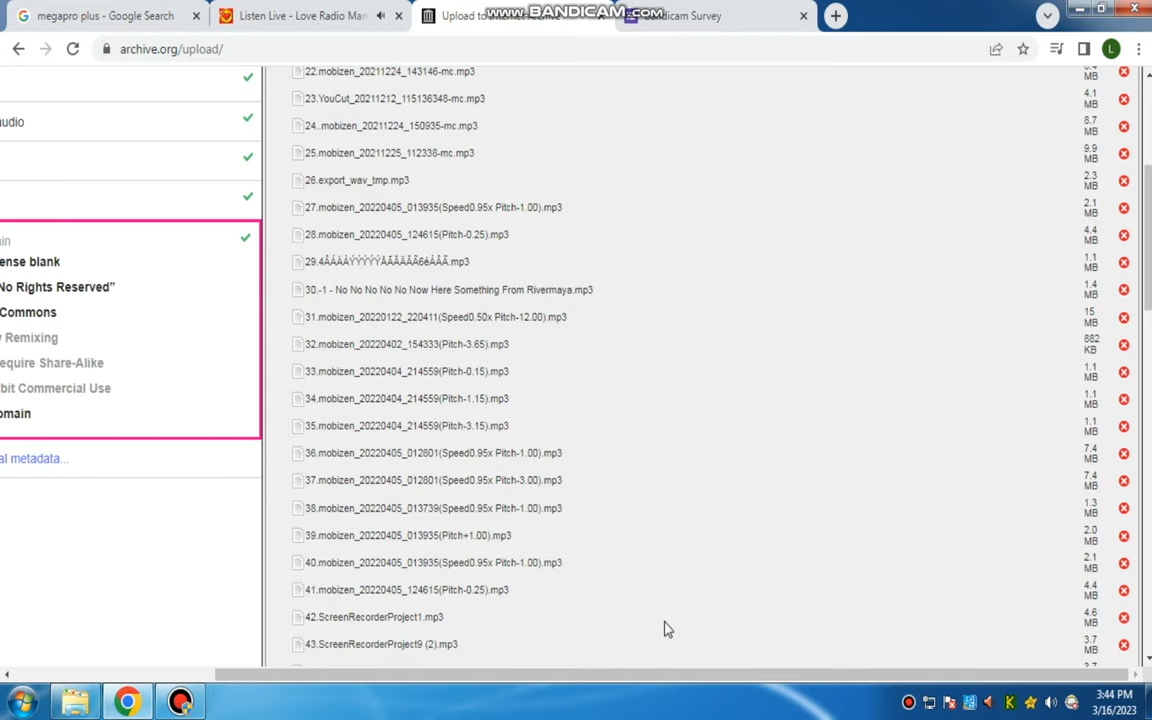 www.BANDICAM.com
megapro plus - Google Search
Listen Live - Love Radio Man
Upload to
Bandicam Survey
archive.org/upload/
22.mobizen_20211224_143146-mc.mp3
MB
23.YouCut_20211212_115136348-mc.mp3 4.1 MB
udio
24..mobizen_20211224_150935-mc.mp3 8.7 MB
25.mobizen_20211225_112338-mc.mp3 9.9 MB
26.export_wav_tmp.mp3 2.3 MB
27.mobizen_20220405_013935(Speed0.95x Pitch-1.00).mp3 2.1 MB
28.mobizen_20220405_124615(Pitch-0.25).mp3 4.4 MB
ain
ense blank
No Rights Reserved”
Commons
y Remixing
equire Share-Alike
bit Commercial Use
omain
al metadata...
.mp3 1.1 MB
30.-1 - No No No No No Now Here Something From Rivermaya.mp3 1.4 MB
31.mobizen_20220122_220411(Speed0.50x Pitch-12.00).mp3 15 MB
32.mobizen_20220402_154333(Pitch-3.65).mp3 882 KB
33.mobizen_20220404_214559(Pitch-0.15).mp3 1.1 MB
34.mobizen_20220404_214559(Pitch-1.15).mp3 1.1 MB
35.mobizen_20220404_214559(Pitch-3.15).mp3 1.1 MB
36.mobizen_20220405_012801(Speed0.95x Pitch-1.00).mp3 7.4 MB
37.mobizen_20220405_012801(Speed0.95x Pitch-3.00).mp3 7.4 MB
38.mobizen_20220405_013739(Speed0.95x Pitch-1.00).mp3 1.3 MB
39.mobizen_20220405_013935(Pitch+1.00).mp3 2.0 MB
40.mobizen_20220405_013935(Speed0.95x Pitch-1.00).mp3 2.1 MB
41.mobizen_20220405_124615(Pitch-0.25).mp3 4.4 MB
42.ScreenRecorderProject1.mp3 4.6 MB
43.ScreenRecorderProject9 (2).mp3 3.7 MB
3:44 PM
3/16/2023